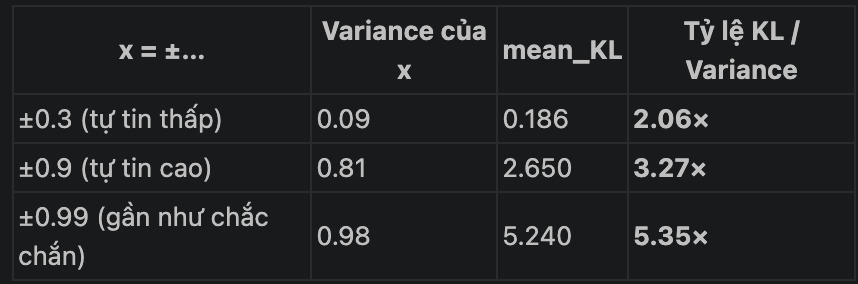 x = ±... Variance của x mean_KL Tỷ lệ KL / Variance
±0.3 (tự tin thấp) 0.09 0.186 2.06×
±0.9 (tự tin cao) 0.81 2.650 3.27×
±0.99 (gần như chắc chắn) 0.98 5.240 5.35×